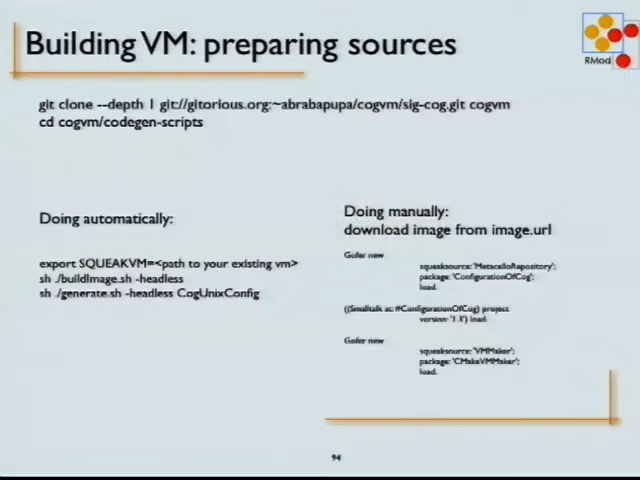 Building VM: preparing sources
RMod
git clone --depth 1 git://gitorious.org:~abrabapupa/cogvm/sig-cog.git cogvm
cd cogvm/codegen-scripts
Doing automatically:
export SQUEAKVM=<path to your existing vm>
sh ./buildImage.sh -headless
sh ./generate.sh -headless CogUnixConfig
Doing manually:
download image from image.url
Gofer new
squeaksource: 'MetacelloRepository';
package: 'ConfigurationOfCog';
load.
((Smalltalk at: #ConfigurationOfCog) project
version: '1.3') load.
Gofer new
squeaksource: 'VMMaker';
package: 'CMakeVMMaker';
load.
94